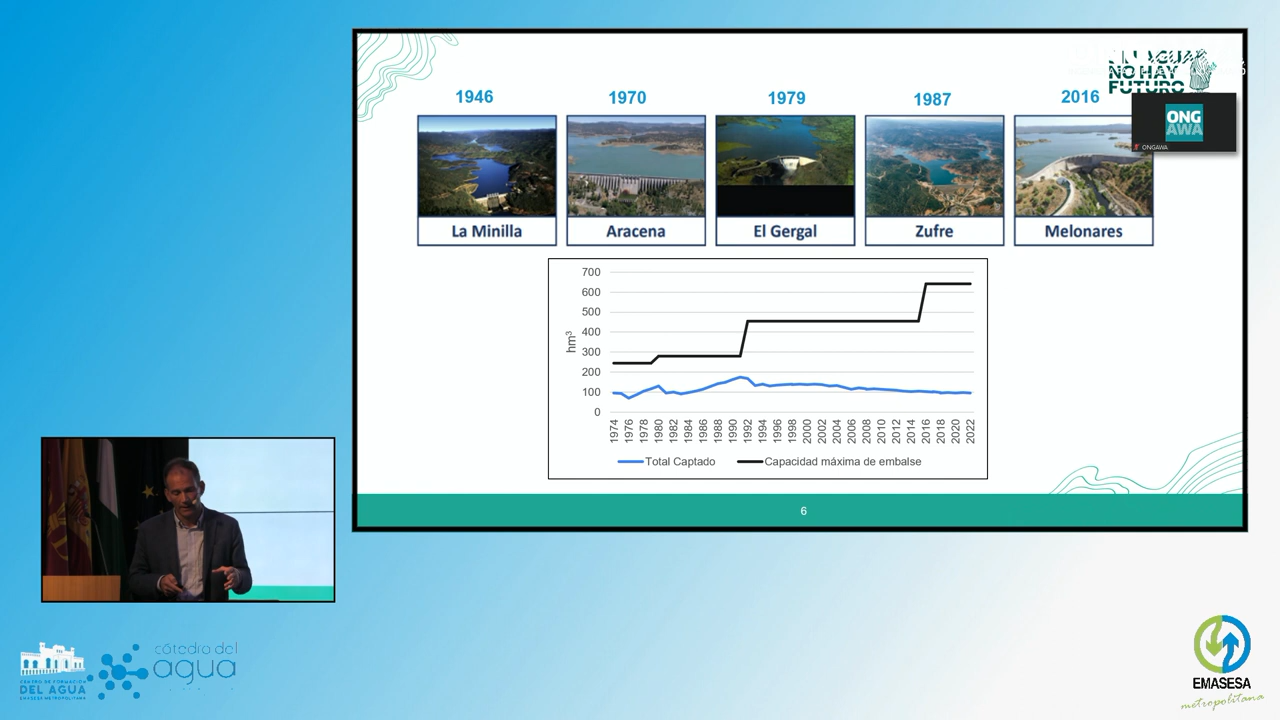 SIN AGUA
NO HAY
FUTURO
1946
1970
1979
1987
2016
ONG
AWA
ONGAWA
La Minilla
Aracena
El Gergal
Zufre
Melonares
700
600
500
400
300
200
100
0
hm³
1974
1976
1978
1980
1982
1984
1986
1988
1990
1992
1994
1996
1998
2000
2002
2004
2006
2008
2010
2012
2014
2016
2018
2020
2022
Total Captado
Capacidad máxima de embalse
6
CENTRO DE FORMACIÓN
DEL AGUA
EMASESA METROPOLITANA
cátedra del
agua
EMASESA
metropolitana